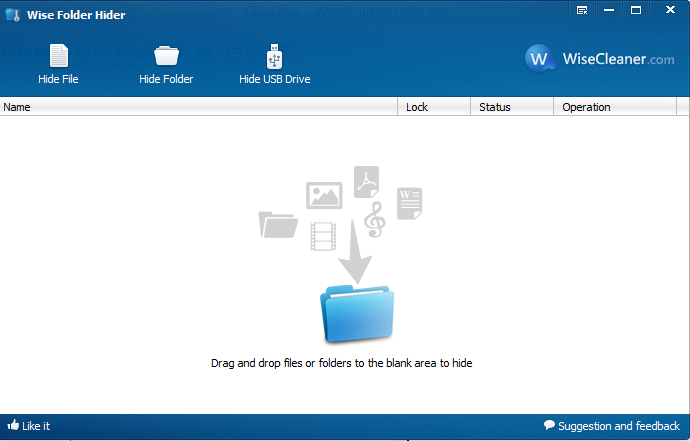 Wise Folder Hider
Hide File
Hide Folder
Hide USB Drive
W WiseCleaner.com
Name Lock Status Operation
W
Drag and drop files or folders to the blank area to hide
Like it
Suggestion and feedback